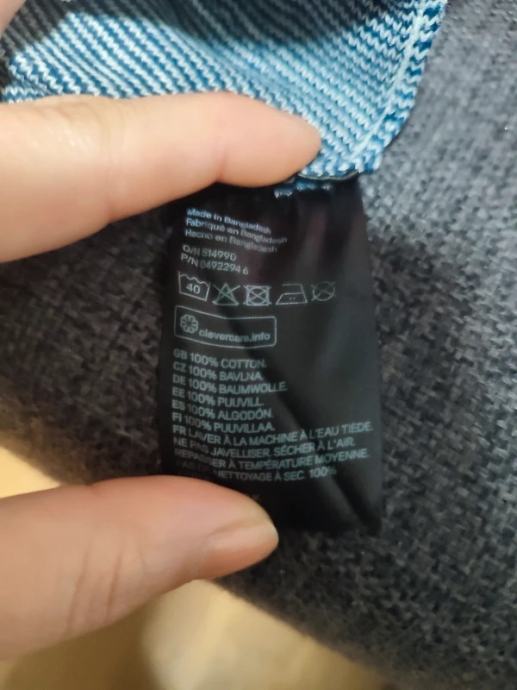 Made in Bangladesh
Fabriqué en Bangladesh
Hecho en Bangladesh
O/N 514990
P/N 0492294 6
40
clevercare.info
GB 100% COTTON.
CZ 100% BAVLNA.
DE 100% BAUMWOLLE.
EE 100% PUUVILL.
ES 100% ALGODÓN.
FI 100% PUUVILLAA.
FR LAVER À LA MACHINE À L'EAU TIEDE.
NE PAS JAVELLISER. SÉCHER À L'AIR.
REPASSER À TEMPÉRATURE MOYENNE.
NETTOYAGE À SEC. 100%